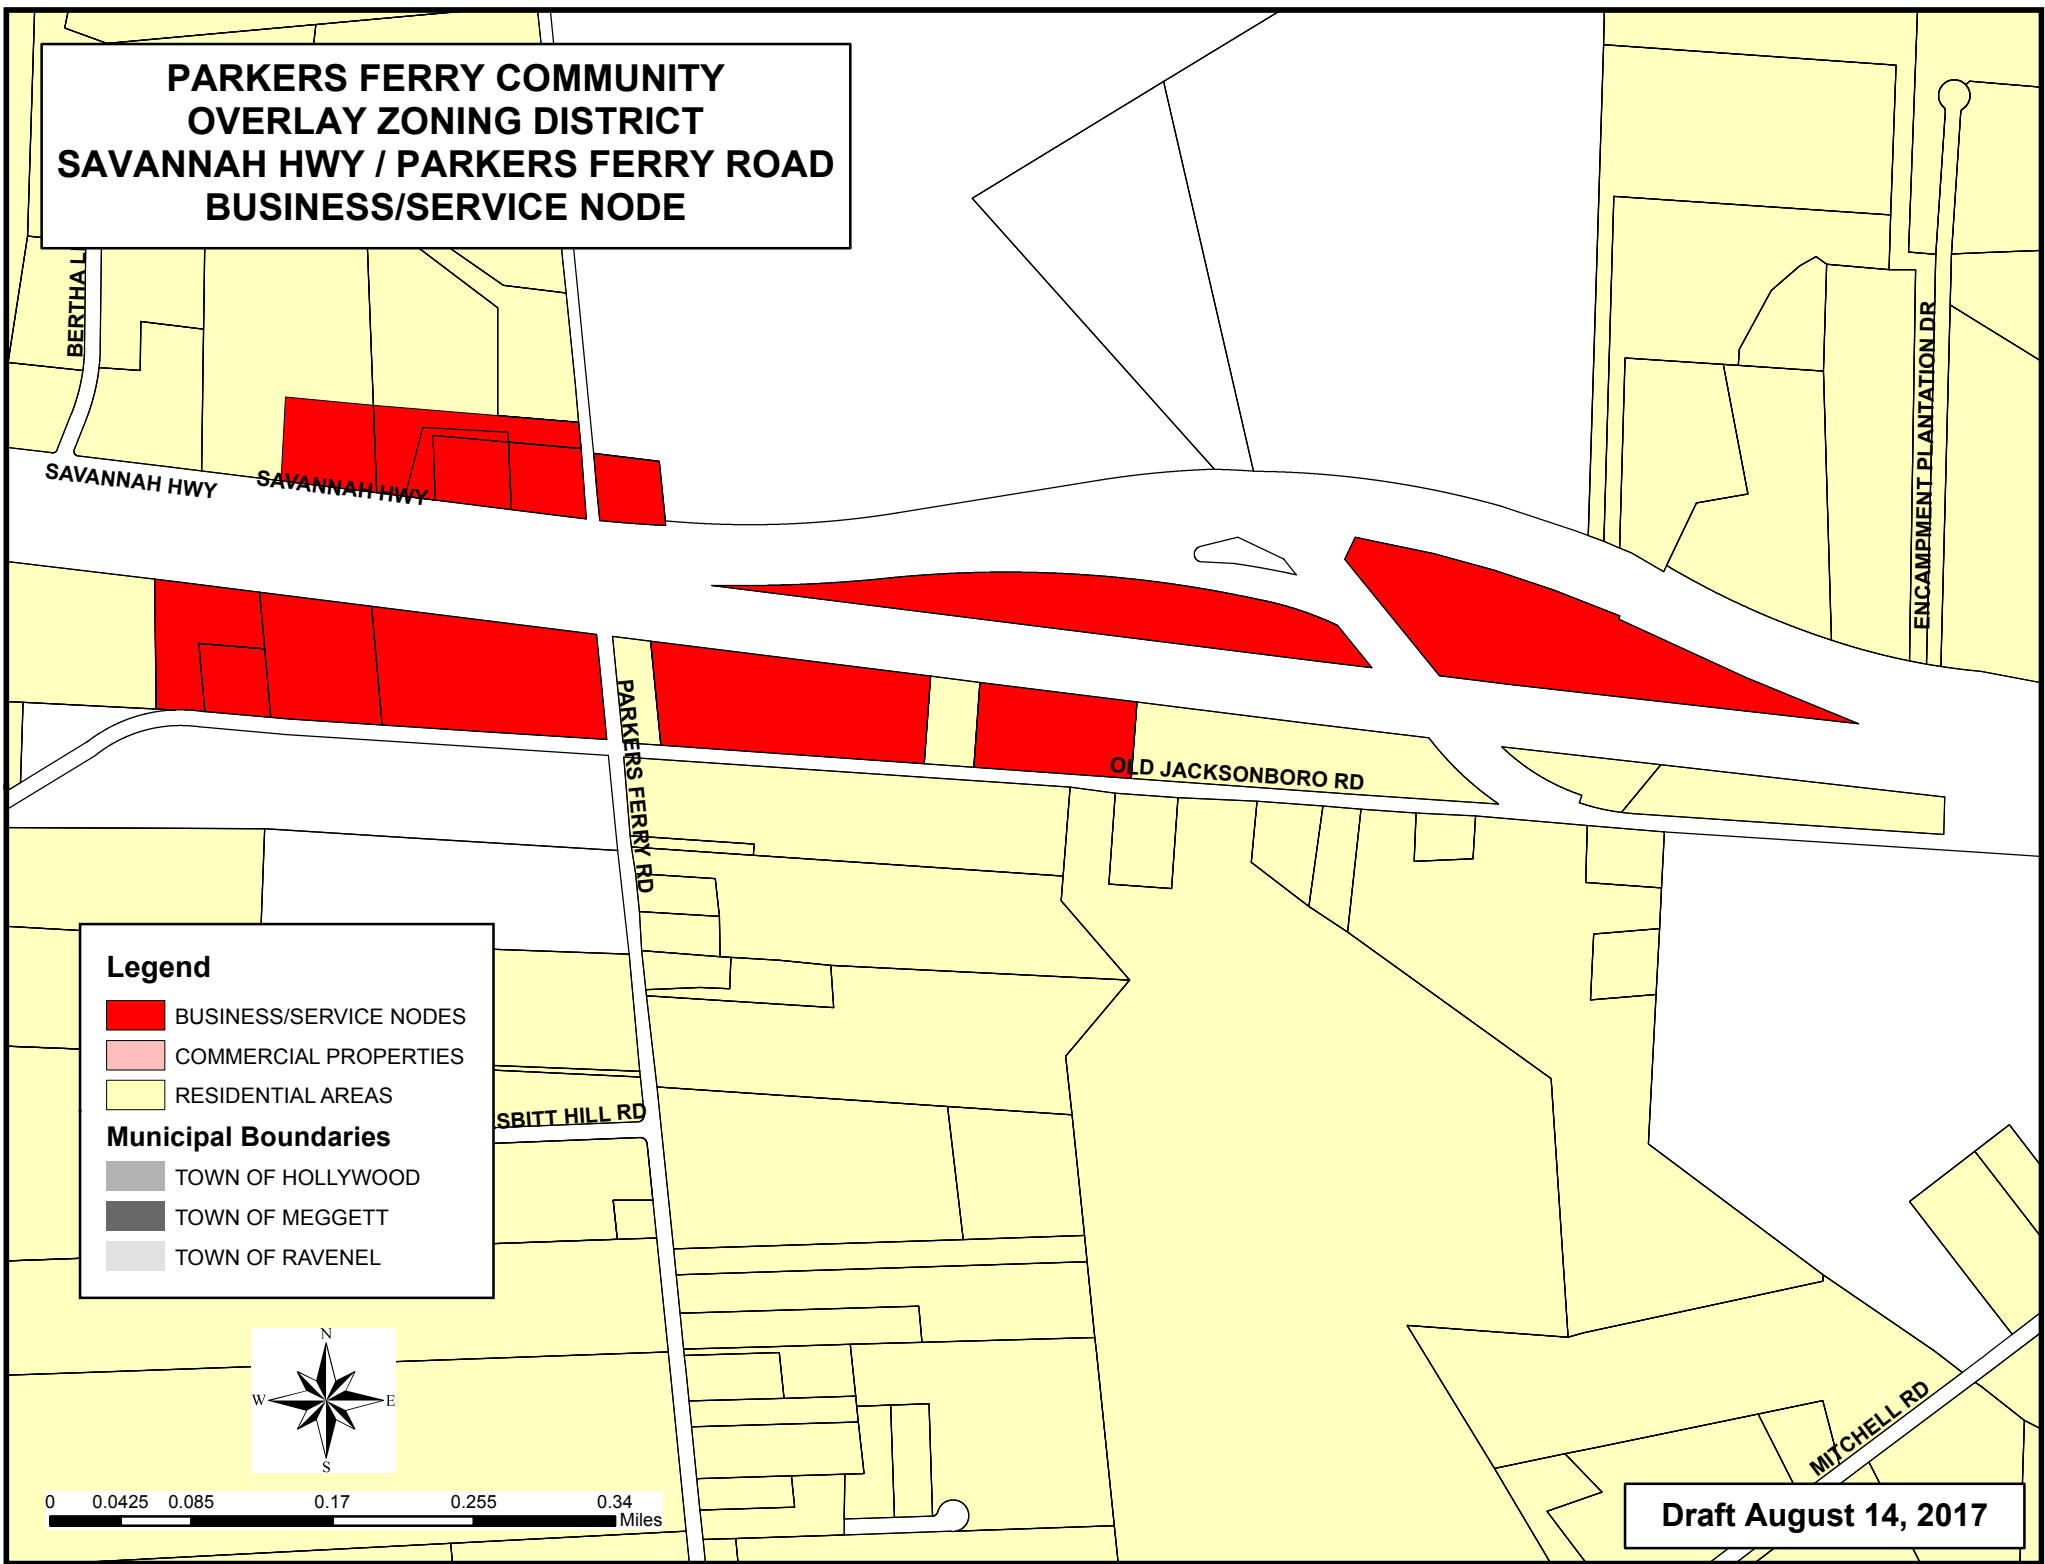 PARKERS FERRY COMMUNITY
OVERLAY ZONING DISTRICT
SAVANNAH HWY / PARKERS FERRY ROAD
BUSINESS/SERVICE NODE
BERTHA L
SAVANNAH HWY
SAVANNAH HWY
ENCAMPMENT PLANTATION DR
PARKERS FERRY RD
OLD JACKSONBORO RD
Legend
BUSINESS/SERVICE NODES
COMMERCIAL PROPERTIES
RESIDENTIAL AREAS
Municipal Boundaries
TOWN OF HOLLYWOOD
TOWN OF MEGGETT
TOWN OF RAVENEL
SBITT HILL RD
N
W
E
S
MITCHELL RD
0 0.0425 0.085 0.17 0.255 0.34
Miles
Draft August 14, 2017